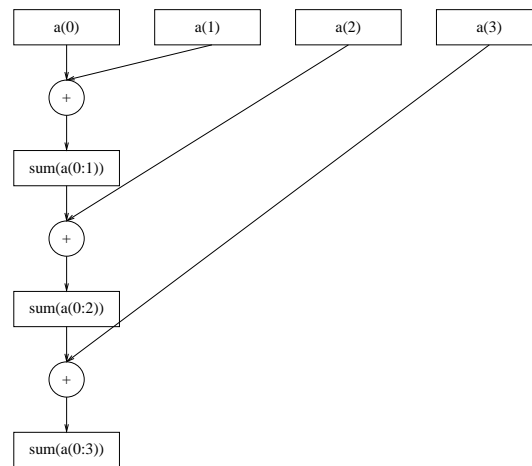 a(0)
a(1)
a(2)
a(3)
+
sum(a(0:1))
+
sum(a(0:2))
+
sum(a(0:3))